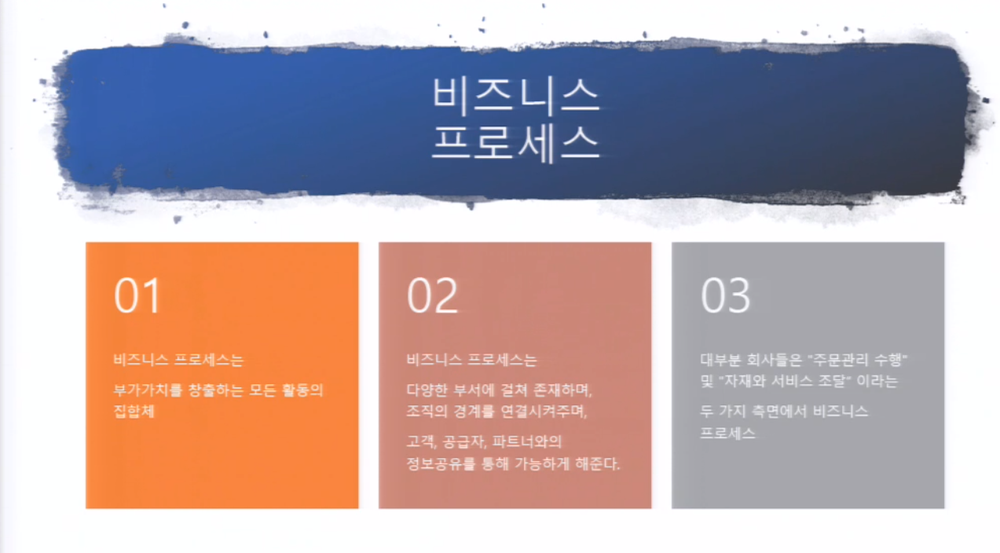 비즈니스
프로세스
01
비즈니스 프로세스는
부가가치를 창출하는 모든 활동의
집합체
02
비즈니스 프로세스는
다양한 부서에 걸쳐 존재하며,
조직의 경계를 연결시켜주며,
고객, 공급자, 파트너와의
정보공유를 통해 가능하게 해준다.
03
대부분 회사들은 "주문관리 수행"
및 "자재와 서비스 조달" 이라는
두 가지 측면에서 비즈니스
프로세스